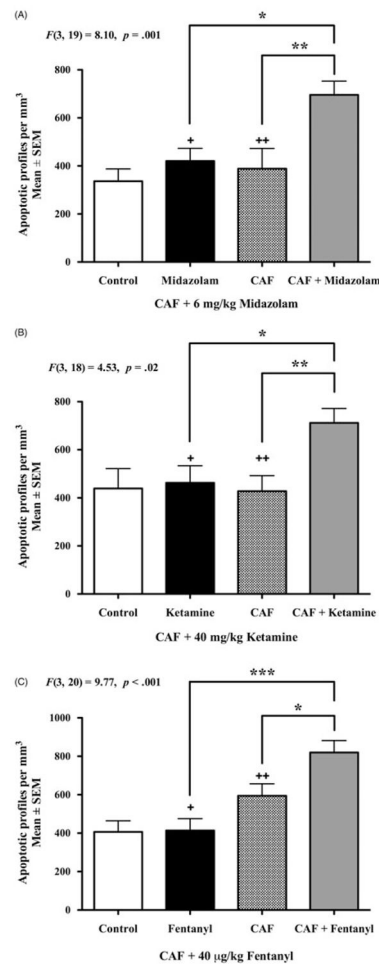 (A)
F(3, 19) = 8.10, p = .001
*
**
Apoptotic profiles per mm³
Mean ± SEM
800
600
400
200
0
+
++
Control Midazolam CAF CAF + Midazolam
CAF + 6 mg/kg Midazolam
(B)
F(3, 18) = 4.53, p = .02
*
**
Apoptotic profiles per mm³
Mean ± SEM
800
600
400
200
0
+
++
Control Ketamine CAF CAF + Ketamine
CAF + 40 mg/kg Ketamine
(C)
F(3, 20) = 9.77, p < .001
***
*
Apoptotic profiles per mm³
Mean ± SEM
1000
800
600
400
200
0
+
++
Control Fentanyl CAF CAF + Fentanyl
CAF + 40 µg/kg Fentanyl